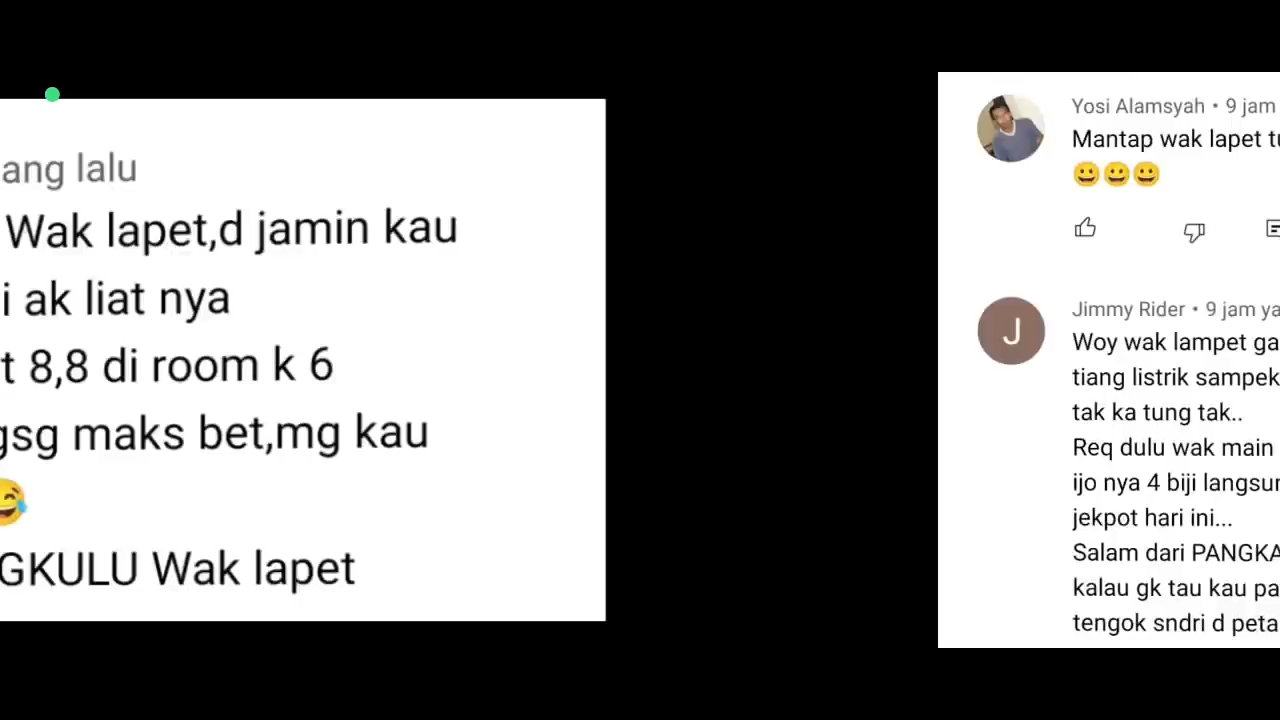 ang lalu
Wak lapet,d jamin kau
i ak liat nya
t 8,8 di room k 6
gsg maks bet,mg kau
GKULU Wak lapet
Yosi Alamsyah • 9 jam
Mantap wak lapet tu
J
Jimmy Rider • 9 jam ya
Woy wak lampet ga
tiang listrik sampek
tak ka tung tak..
Req dulu wak main
ijo nya 4 biji langsur
jekpot hari ini...
Salam dari PANGKA
kalau gk tau kau pa
tengok sndri d peta